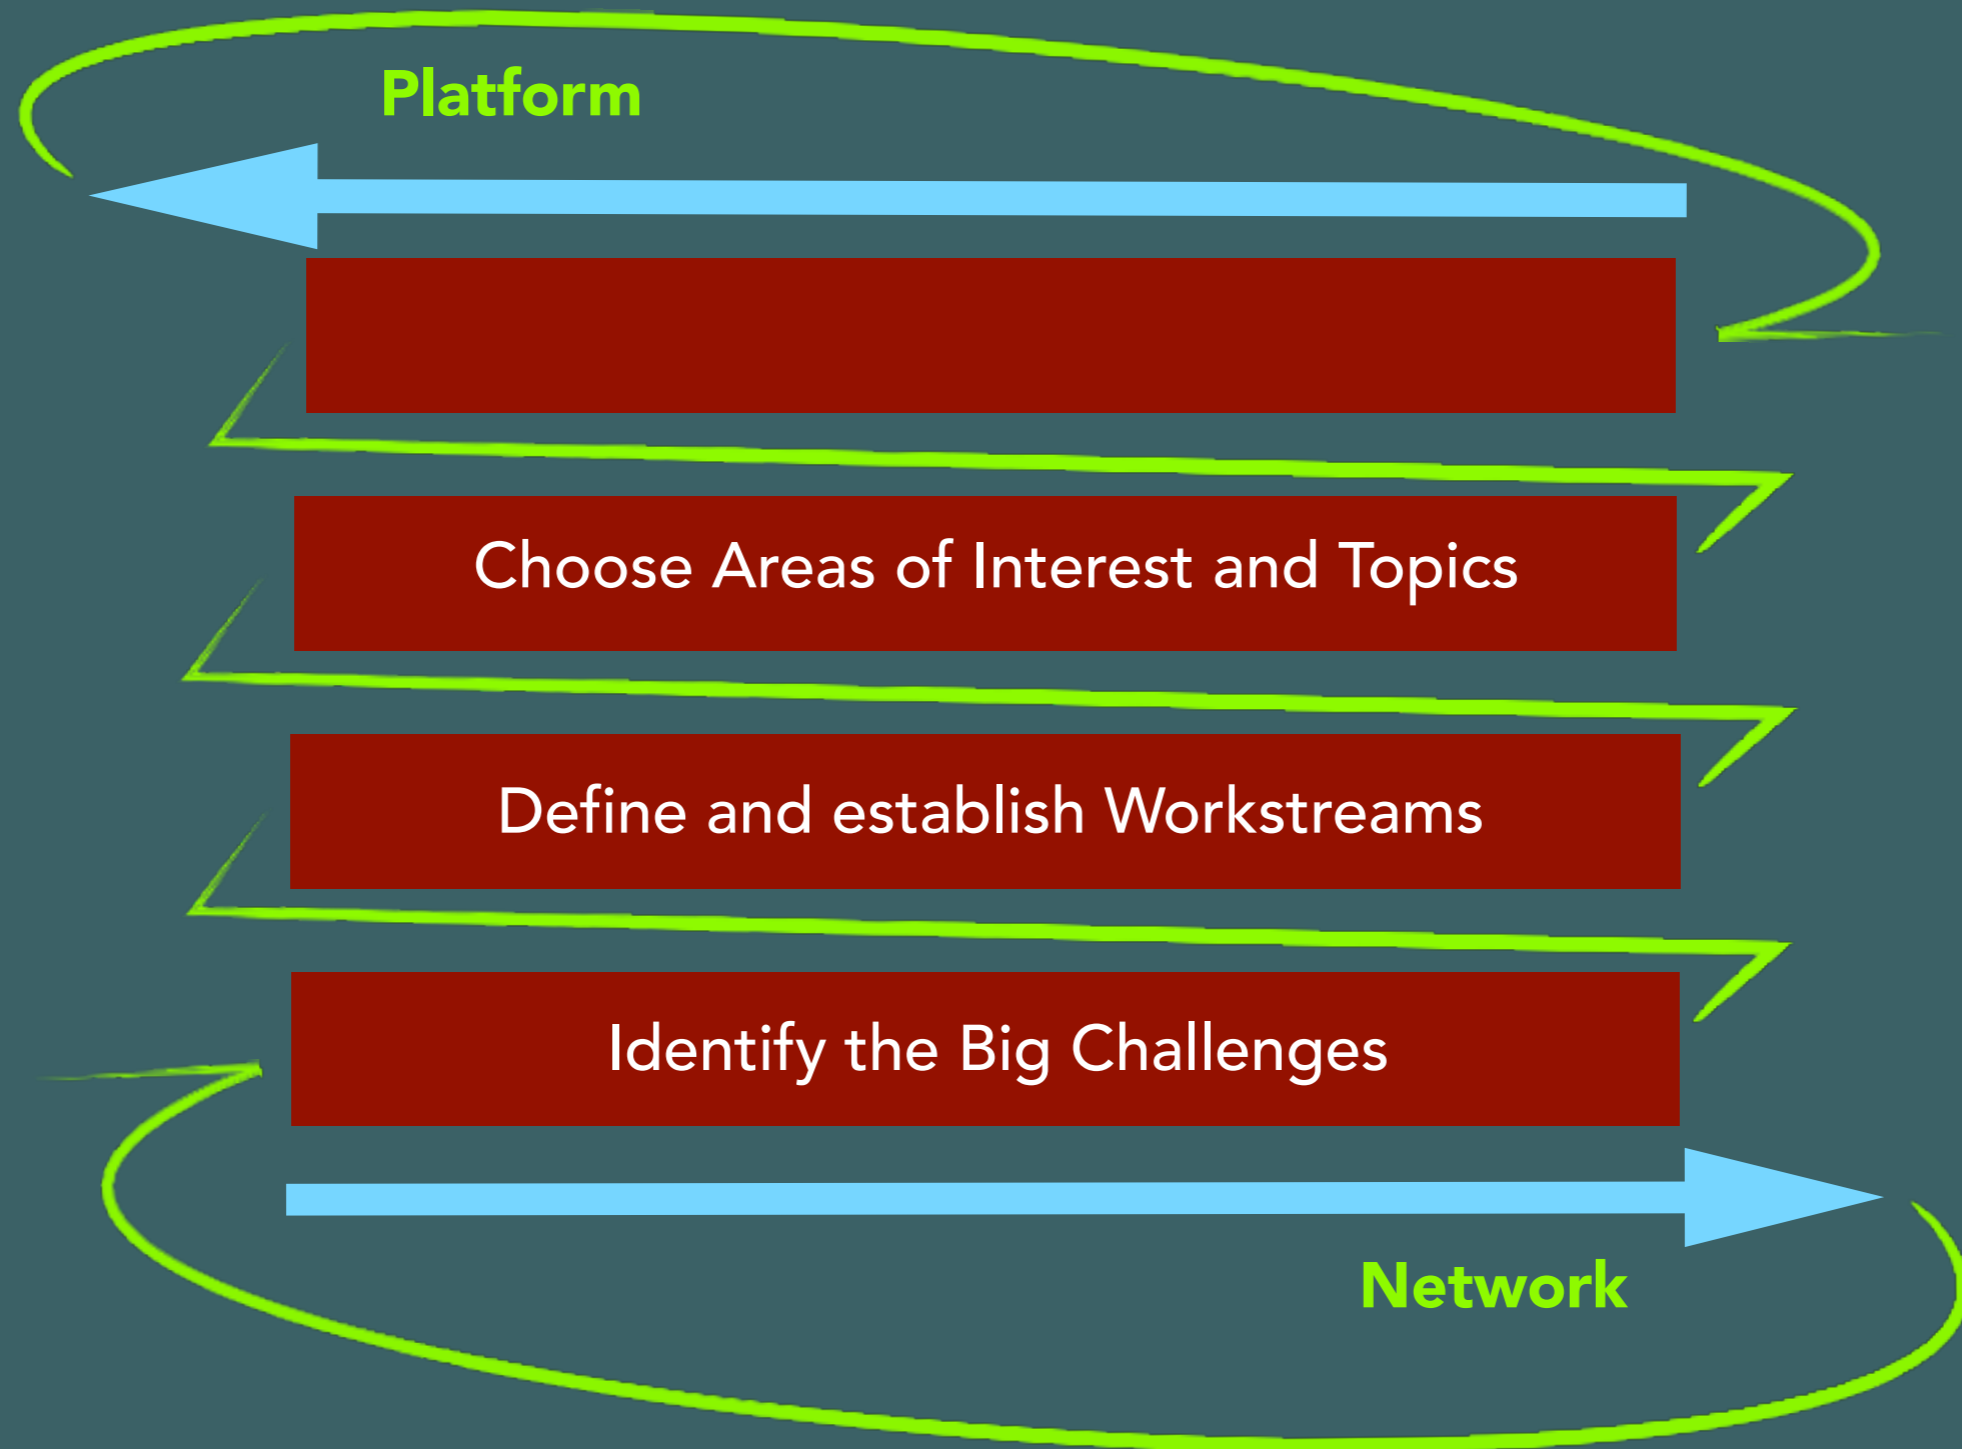 Platform
Choose Areas of Interest and Topics
Define and establish Workstreams
Identify the Big Challenges
Network